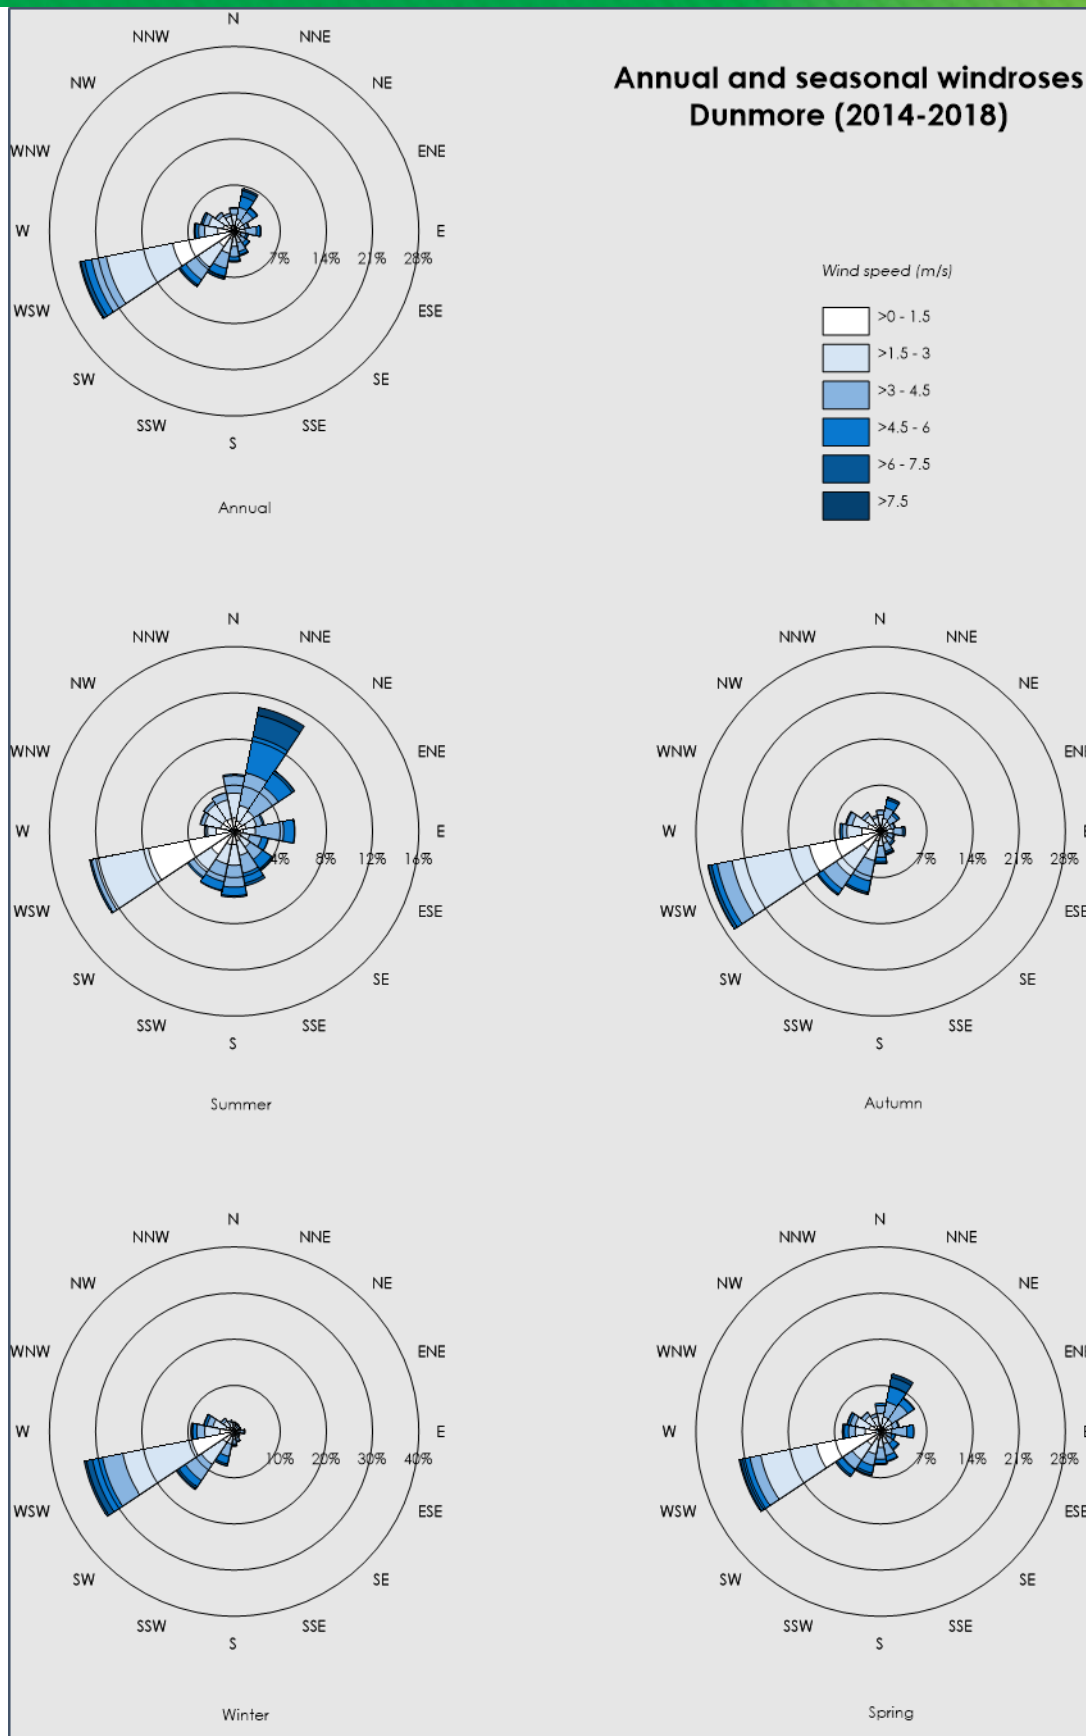 Annual and seasonal windroses
Dunmore (2014-2018)
N
NNW
NNE
NW
NE
WNW
ENE
W
E
7%
14%
21%
28%
WSW
ESE
SW
SE
SSW
SSE
S
Annual
Wind speed (m/s)
>0 - 1.5
>1.5 - 3
>3 - 4.5
>4.5 - 6
>6 - 7.5
>7.5
N
NNW
NNE
NW
NE
WNW
ENE
W
E
4%
8%
12%
16%
WSW
ESE
SW
SE
SSW
SSE
S
Summer
N
NNW
NNE
NW
NE
WNW
W
7%
14%
21%
28%
WSW
SW
SE
SSW
SSE
S
Autumn
N
NNW
NNE
NW
NE
WNW
ENE
W
E
10%
20%
30%
40%
WSW
ESE
SW
SE
SSW
SSE
S
Winter
N
NNW
NNE
NW
NE
WNW
W
7%
14%
21%
28%
WSW
SW
SE
SSW
SSE
S
Spring